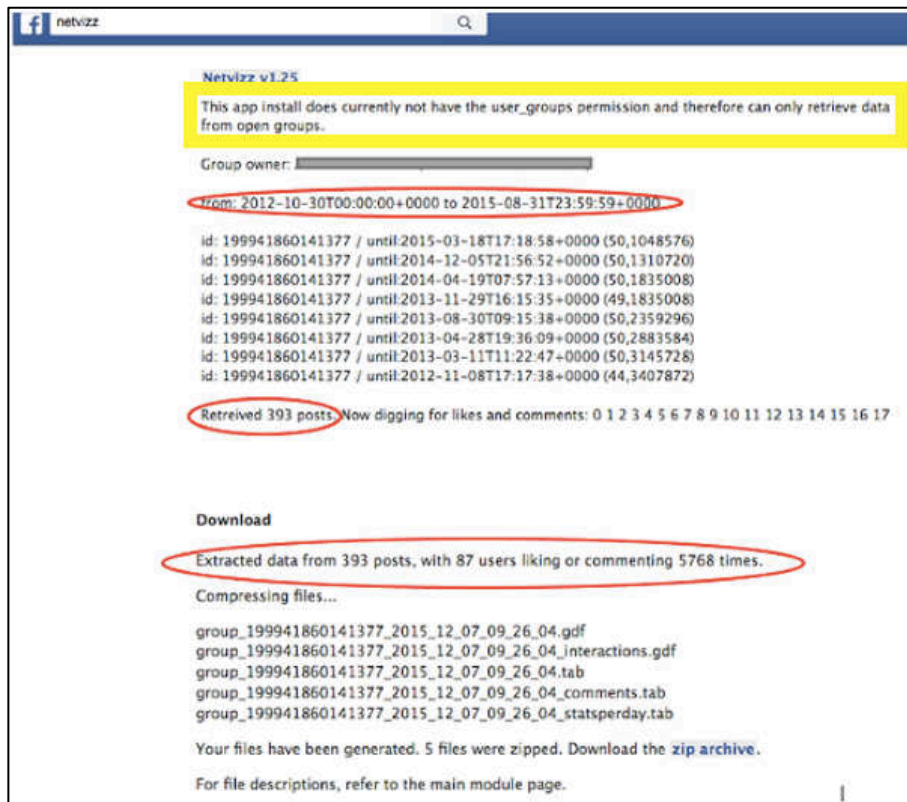 netvizz
Netvizz v1.25
This app install does currently not have the user_groups permission and therefore can only retrieve data
from open groups.
Group owner:
from: 2012-10-30T00:00:00+0000 to 2015-08-31T23:59:59+0000
id: 199941860141377 / until:2015-03-18T17:18:58+0000 (50,1048576)
id: 199941860141377 / until:2014-12-05T21:56:52+0000 (50,1310720)
id: 199941860141377 / until:2014-04-19T07:57:13+0000 (50,1835008)
id: 199941860141377 / until:2013-11-29T16:15:35+0000 (49,1835008)
id: 199941860141377 / until:2013-08-30T09:15:38+0000 (50,2359296)
id: 199941860141377 / until:2013-04-28T19:36:09+0000 (50,2883584)
id: 199941860141377 / until:2013-03-11T11:22:47+0000 (50,3145728)
id: 199941860141377 / until:2012-11-08T17:17:38+0000 (44,3407872)
Retreived 393 posts. Now digging for likes and comments: 0 1 2 3 4 5 6 7 8 9 10 11 12 13 14 15 16 17
Download
Extracted data from 393 posts, with 87 users liking or commenting 5768 times.
Compressing files...
group_199941860141377_2015_12_07_09_26_04.gdf
group_199941860141377_2015_12_07_09_26_04_interactions.gdf
group_199941860141377_2015_12_07_09_26_04.tab
group_199941860141377_2015_12_07_09_26_04_comments.tab
group_199941860141377_2015_12_07_09_26_04_statsperday.tab
Your files have been generated. 5 files were zipped. Download the zip archive.
For file descriptions, refer to the main module page.